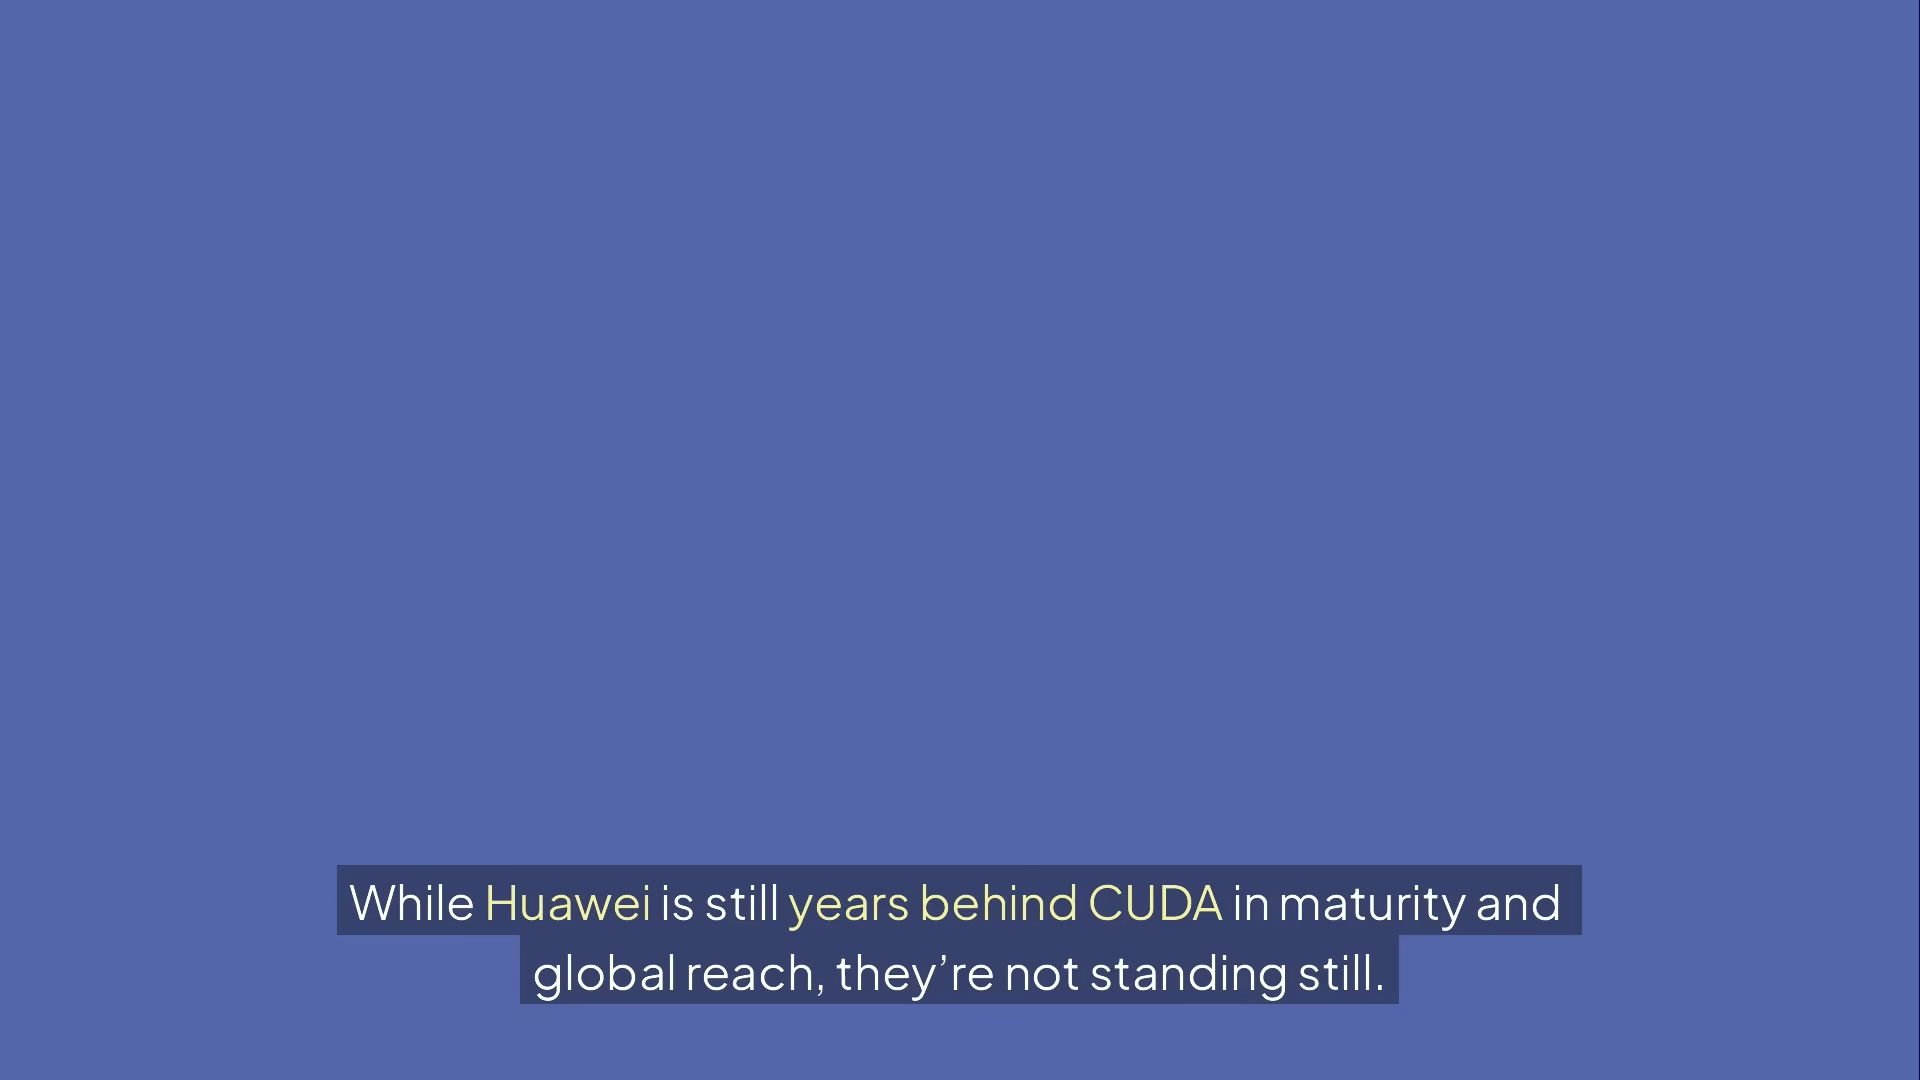 While Huawei is still years behind CUDA in maturity and
global reach, they’re not standing still.